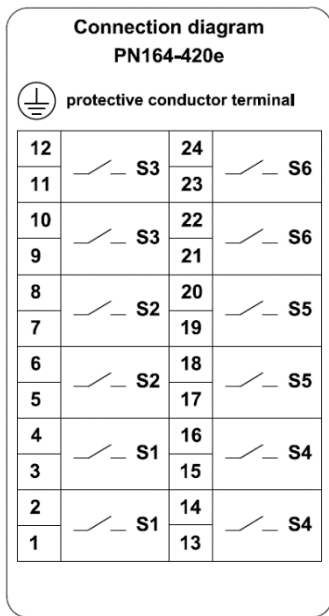 Connection diagram
PN164-420e
protective conductor terminal
12 S3 24 S6
11 23
10 S3 22 S6
9 21
8 S2 20 S5
7 19
6 S2 18 S5
5 17
4 S1 16 S4
3 15
2 S1 14 S4
1 13